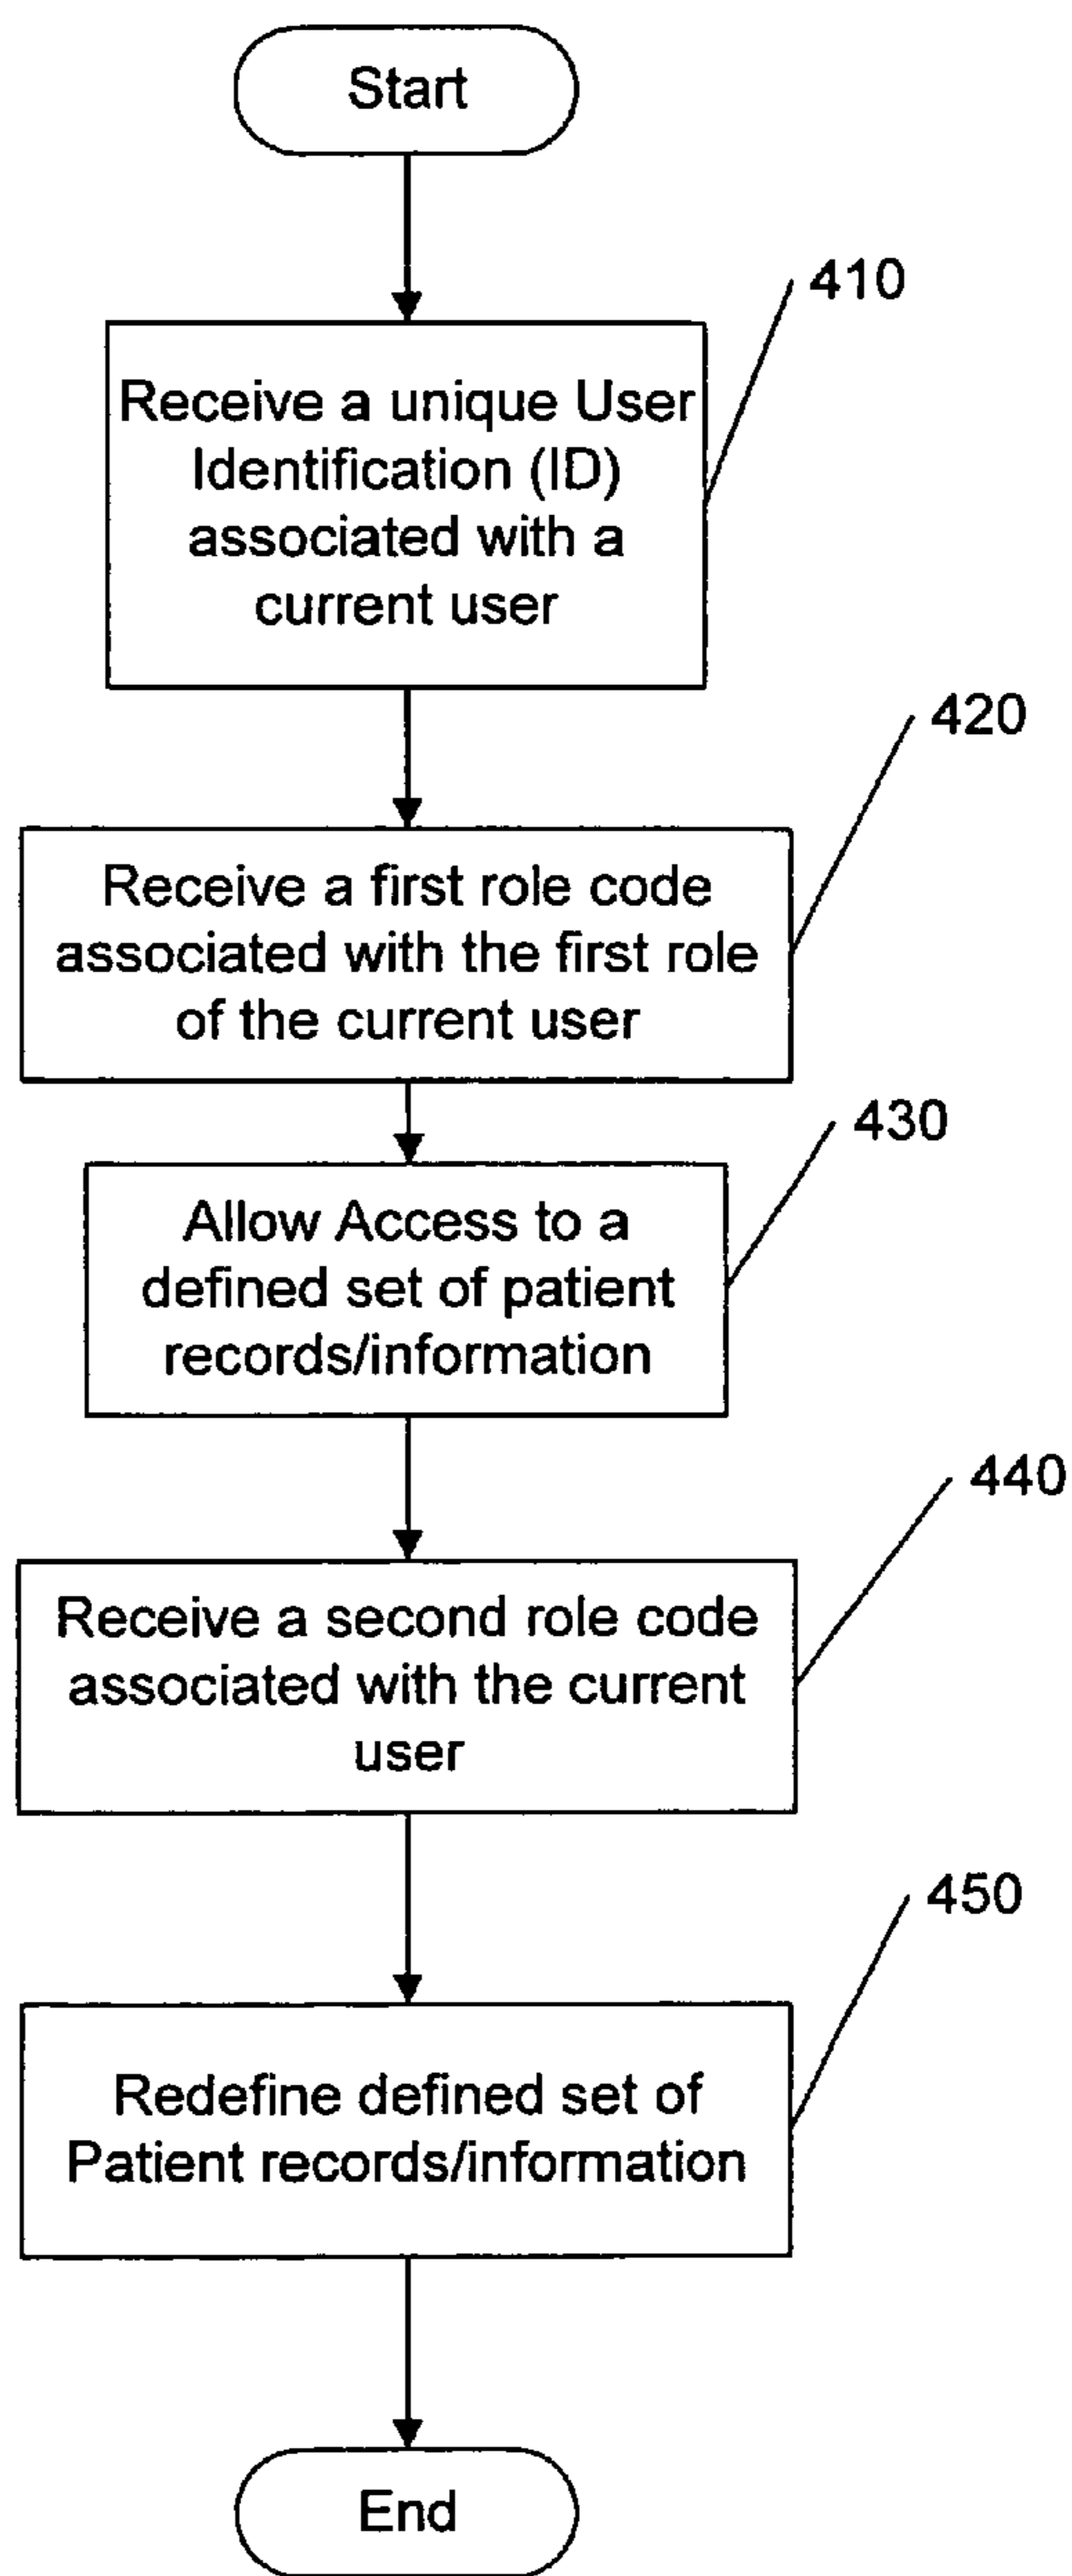 Start
410
Receive a unique User
Identification (ID)
associated with a
current user
420
Receive a first role code
associated with the first role
of the current user
430
Allow Access to a
defined set of patient
records/information
440
Receive a second role code
associated with the current
user
450
Redefine defined set of
Patient records/information
End